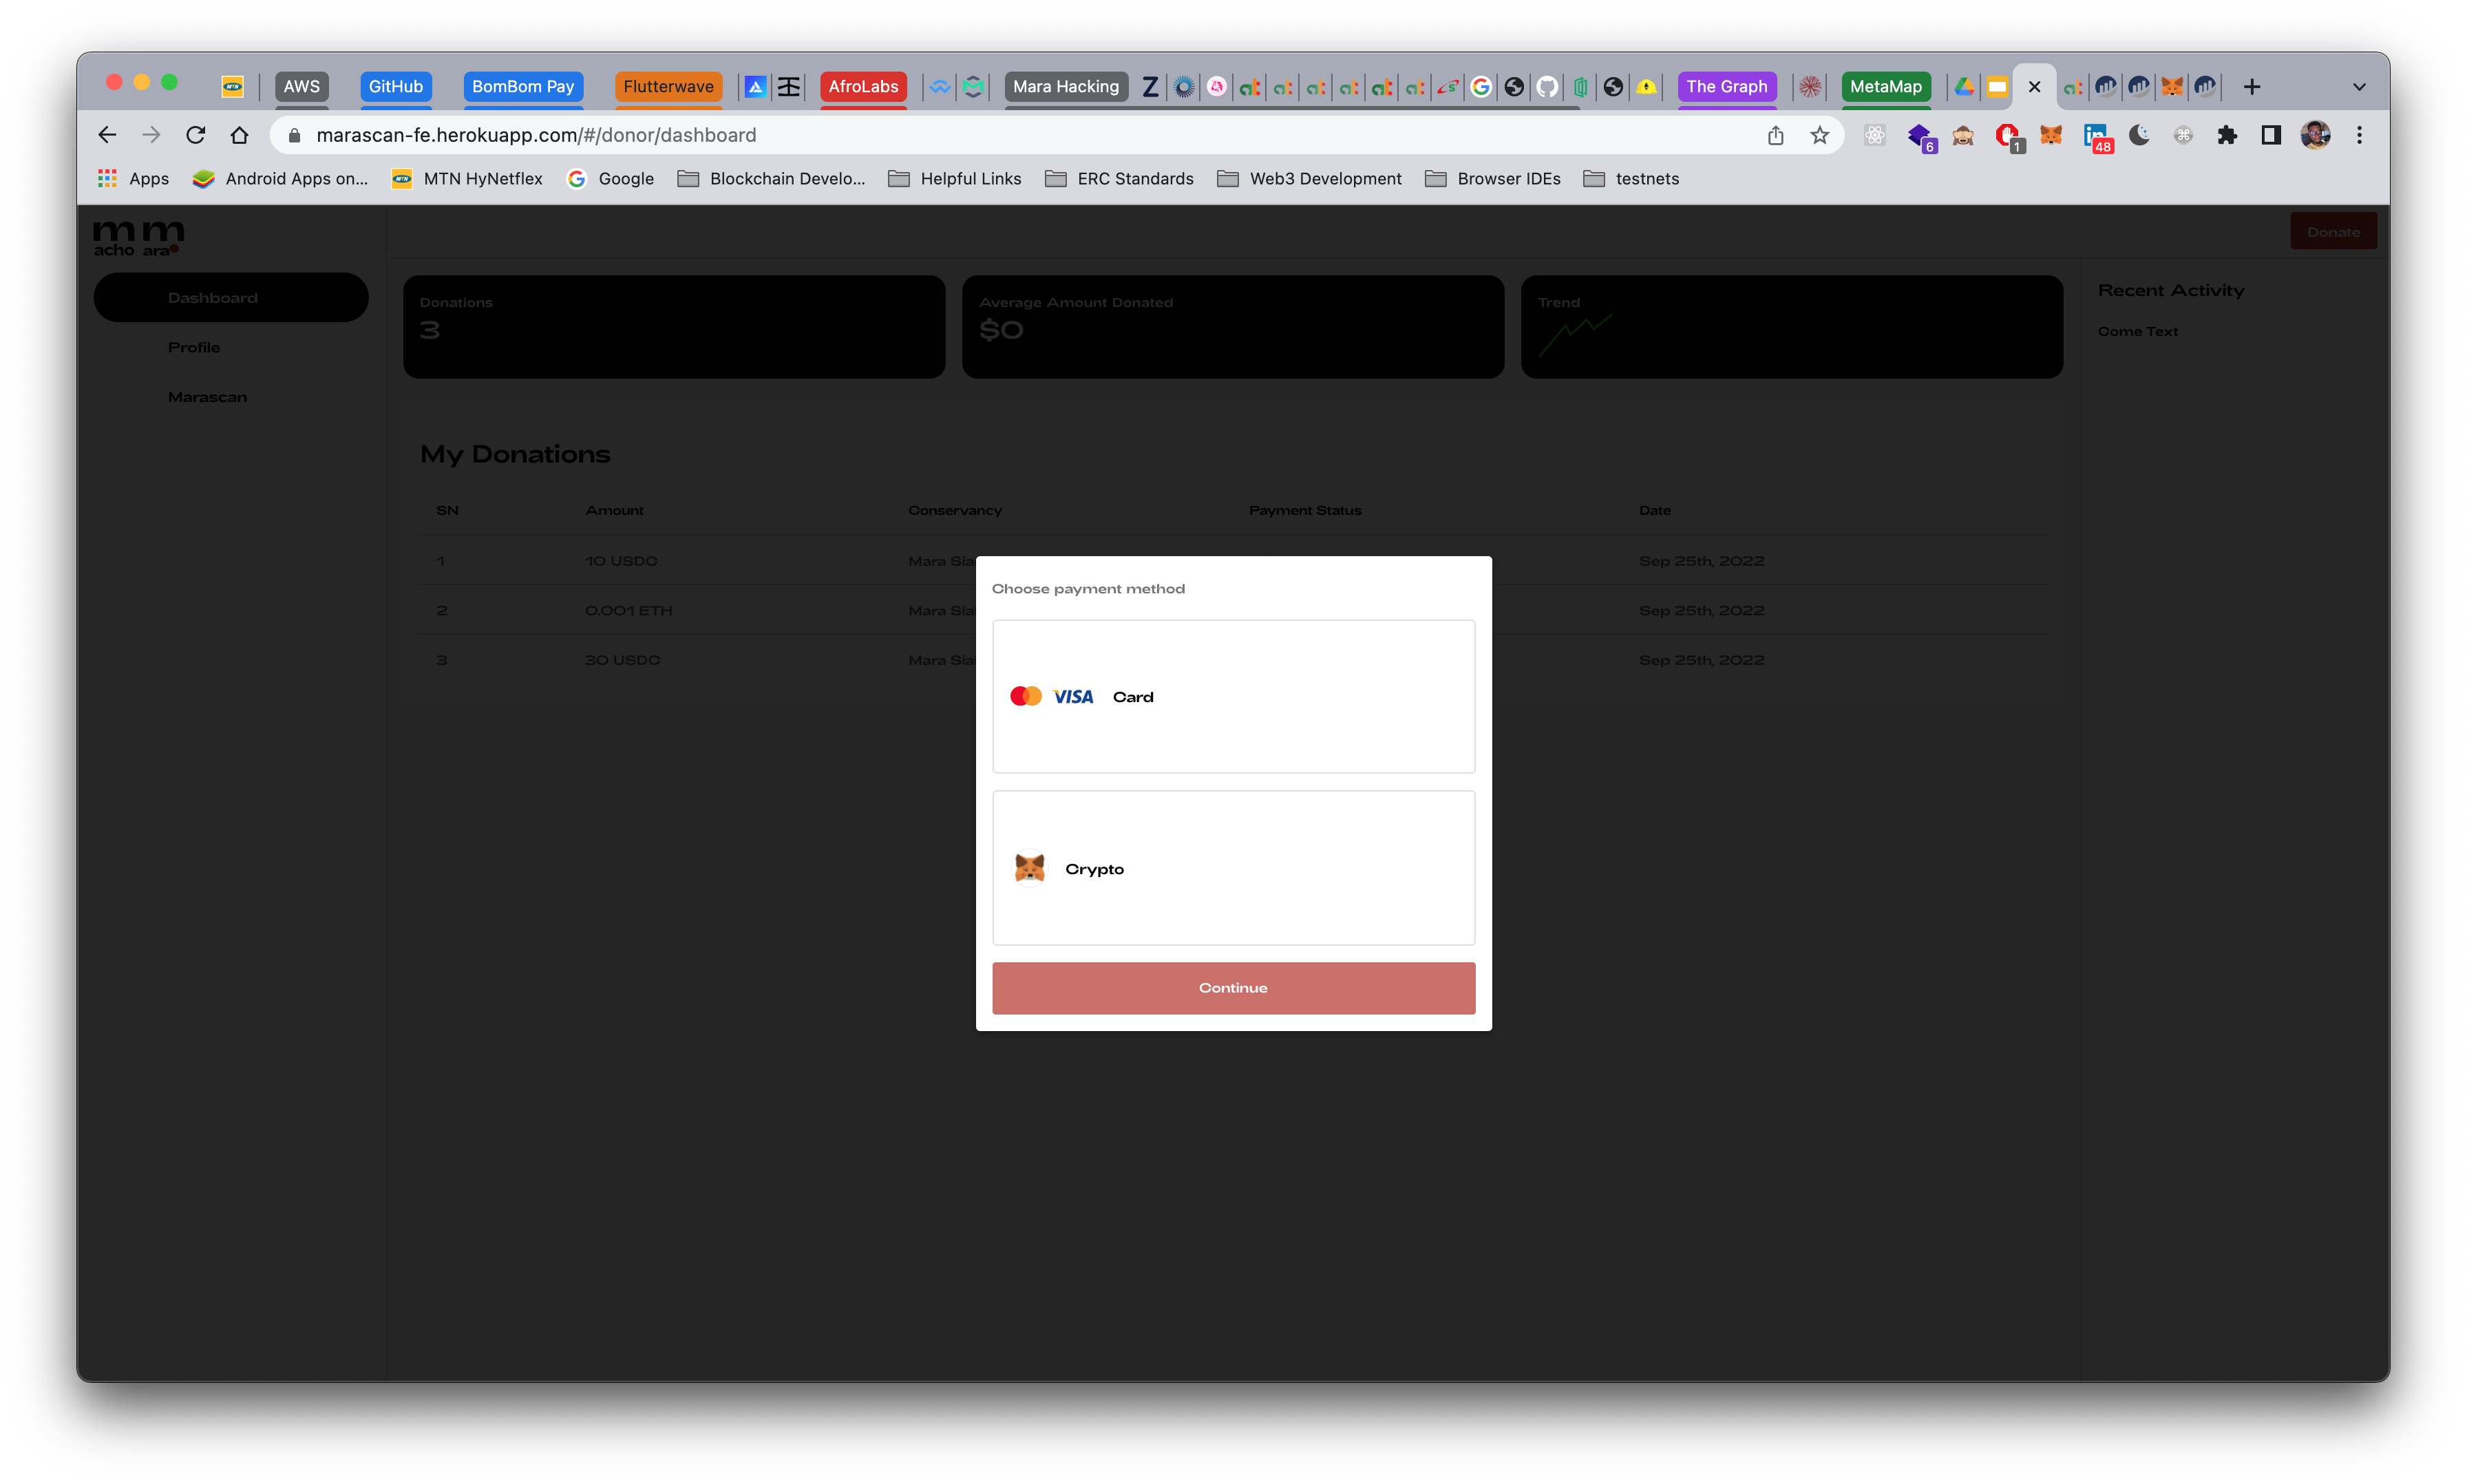 AWS GitHub BomBom Pay Flutterwave AfroLabs Mara Hacking The Graph MetaMap
marascan-fe.herokuapp.com/#/donor/dashboard
6 1 48
Apps Android Apps on... MTN HyNetflex Google Blockchain Develo... Helpful Links ERC Standards Web3 Development Browser IDEs testnets
m m
acho ara
Donate
Dashboard
Profile
Marascan
Donations
3
Average Amount Donated
$0
Trend
Recent Activity
Come Text
My Donations
SN Amount Conservancy Payment Status Date
1 10 USDC Mara Sia Sep 25th, 2022
2 0.001 ETH Mara Sia Sep 25th, 2022
3 30 USDC Mara Sia Sep 25th, 2022
Choose payment method
VISA Card
Crypto
Continue